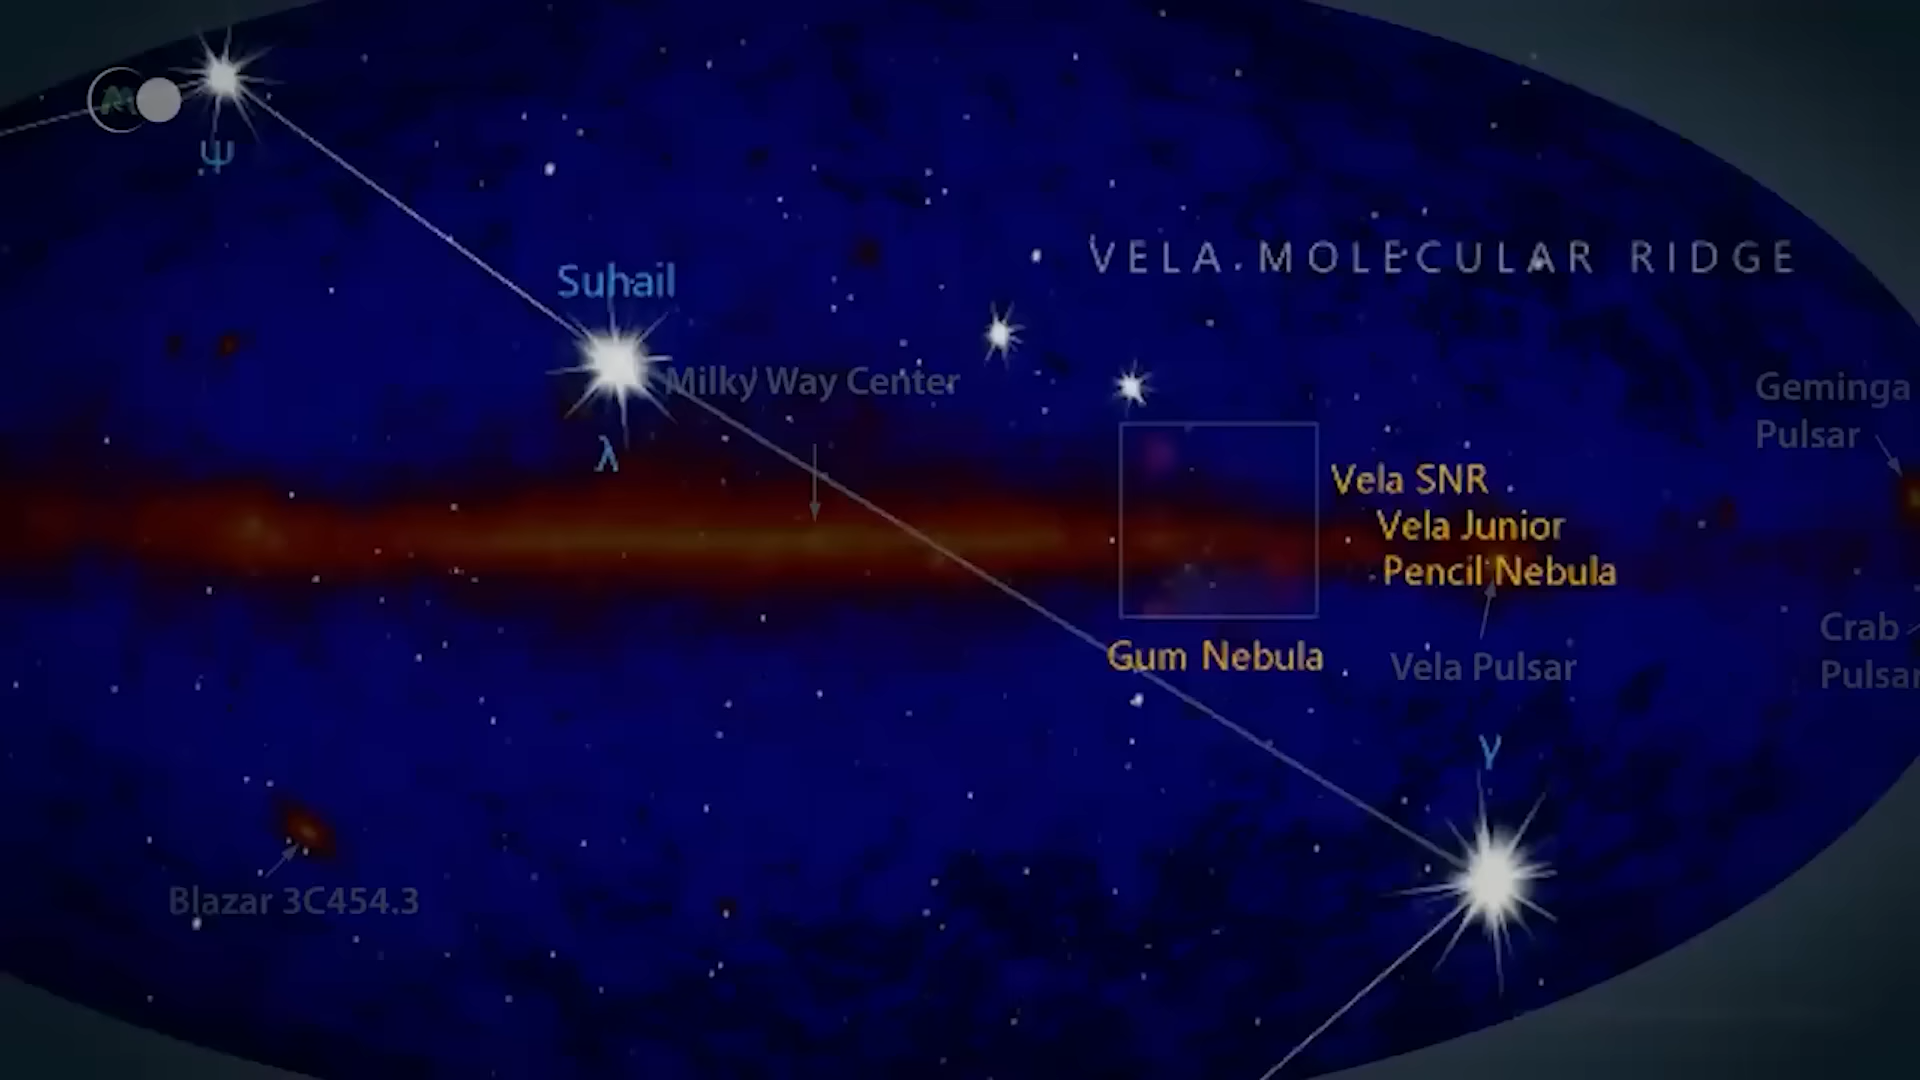 ψ
Suhail
VELA MOLECULAR RIDGE
Milky Way Center
λ
Geminga
Pulsar
Vela SNR
Vela Junior
Pencil Nebula
Gum Nebula
Vela Pulsar
Crab
Pulsar
γ
Blazar 3C454.3